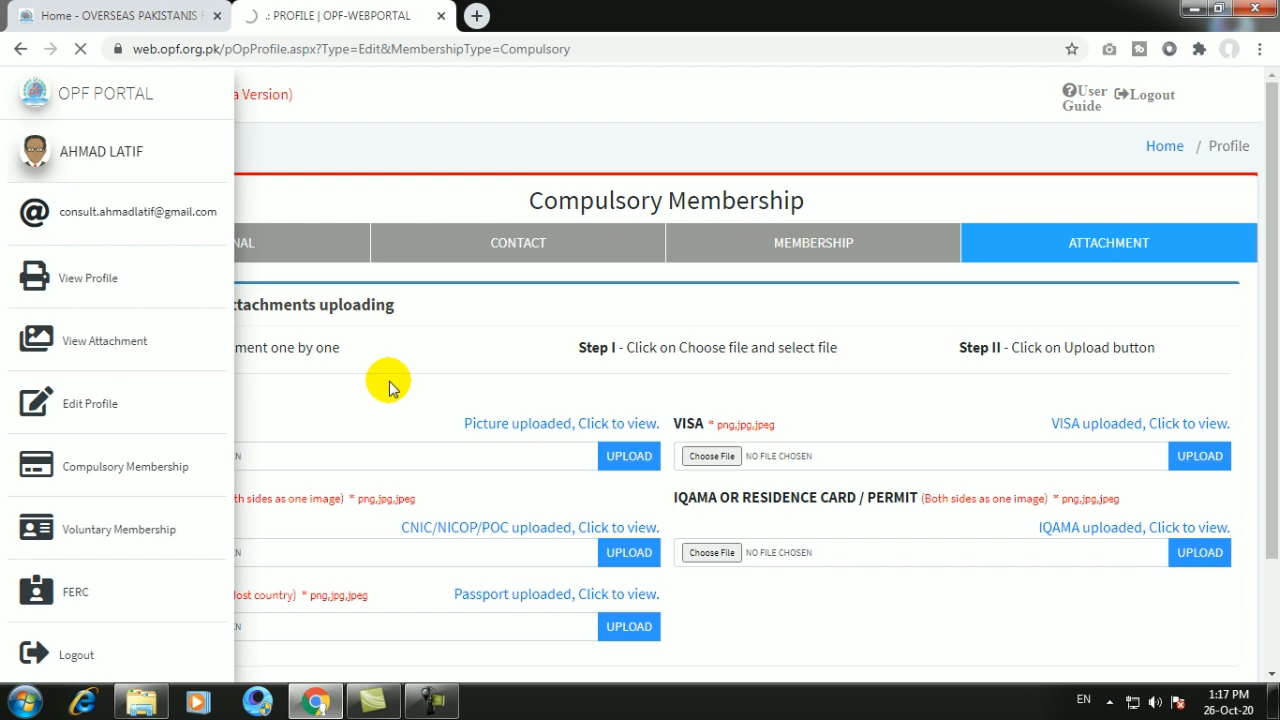 Home - OVERSEAS PAKISTANIS F
.: PROFILE | OPF-WEBPORTAL
web.opf.org.pk/pOpProfile.aspx?Type=Edit&MembershipType=Compulsory
OPF PORTAL
a Version)
User Guide
Logout
AHMAD LATIF
Home / Profile
consult.ahmadlatif@gmail.com
Compulsory Membership
NAL
CONTACT
MEMBERSHIP
ATTACHMENT
View Profile
ttachments uploading
View Attachment
ment one by one
Step I - Click on Choose file and select file
Step II - Click on Upload button
Edit Profile
Picture uploaded, Click to view.
VISA * png,jpg,jpeg
VISA uploaded, Click to view.
EN
UPLOAD
Choose File NO FILE CHOSEN
UPLOAD
Compulsory Membership
th sides as one image) * png,jpg,jpeg
IQAMA OR RESIDENCE CARD / PERMIT (Both sides as one image) * png,jpg,jpeg
Voluntary Membership
CNIC/NICOP/POC uploaded, Click to view.
IQAMA uploaded, Click to view.
EN
UPLOAD
Choose File NO FILE CHOSEN
UPLOAD
FERC
lost country) * png,jpg,jpeg
Passport uploaded, Click to view.
EN
UPLOAD
Logout
EN
1:17 PM
26-Oct-20